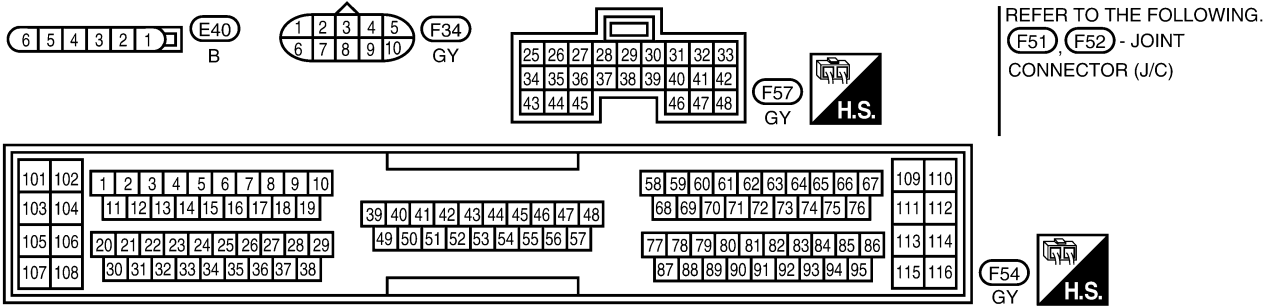 6 5 4 3 2 1
E40
B
1 2 3 4 5
6 7 8 9 10
F34
GY
25 26 27 28 29 30 31 32 33
34 35 36 37 38 39 40 41 42
43 44 45 46 47 48
F57
GY
H.S.
REFER TO THE FOLLOWING.
F51, F52 - JOINT
CONNECTOR (J/C)
101 102
103 104
105 106
107 108
1 2 3 4 5 6 7 8 9 10
11 12 13 14 15 16 17 18 19
20 21 22 23 24 25 26 27 28 29
30 31 32 33 34 35 36 37 38
39 40 41 42 43 44 45 46 47 48
49 50 51 52 53 54 55 56 57
58 59 60 61 62 63 64 65 66 67
68 69 70 71 72 73 74 75 76
77 78 79 80 81 82 83 84 85 86
87 88 89 90 91 92 93 94 95
109 110
111 112
113 114
115 116
F54
GY
H.S.